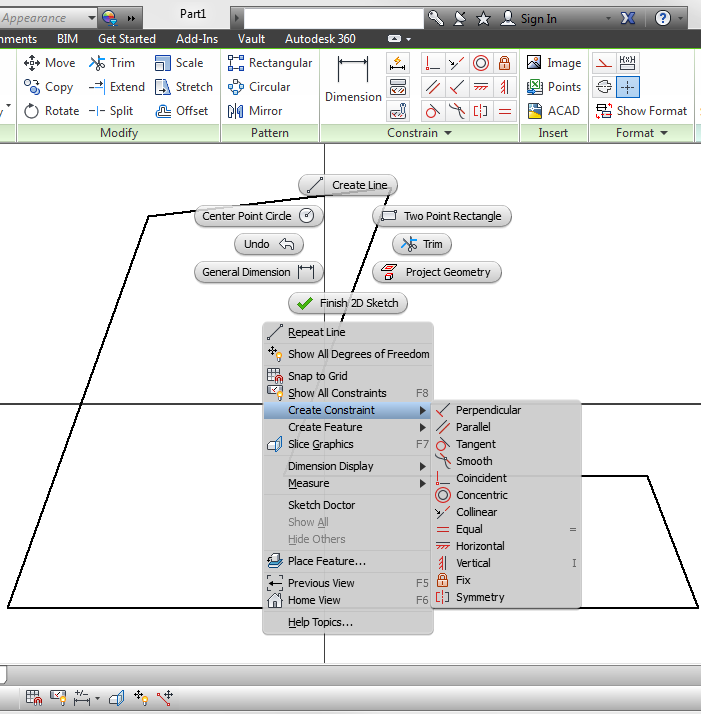 Appearance
Part1
Sign In
nments BIM Get Started Add-Ins Vault Autodesk 360
Move Trim Scale Rectangular Image
Copy Extend Stretch Circular Dimension Points
Rotate Split Offset Mirror ACAD Show Format
Modify Pattern Constrain Insert Format
Create Line
Center Point Circle Two Point Rectangle
Undo Trim
General Dimension Project Geometry
Finish 2D Sketch
Repeat Line
Show All Degrees of Freedom
Snap to Grid
Show All Constraints F8
Create Constraint
Create Feature
Slice Graphics F7
Dimension Display
Measure
Sketch Doctor
Show All
Hide Others
Place Feature...
Previous View F5
Home View F6
Help Topics...
Perpendicular
Parallel
Tangent
Smooth
Coincident
Concentric
Collinear
Equal =
Horizontal
Vertical I
Fix
Symmetry